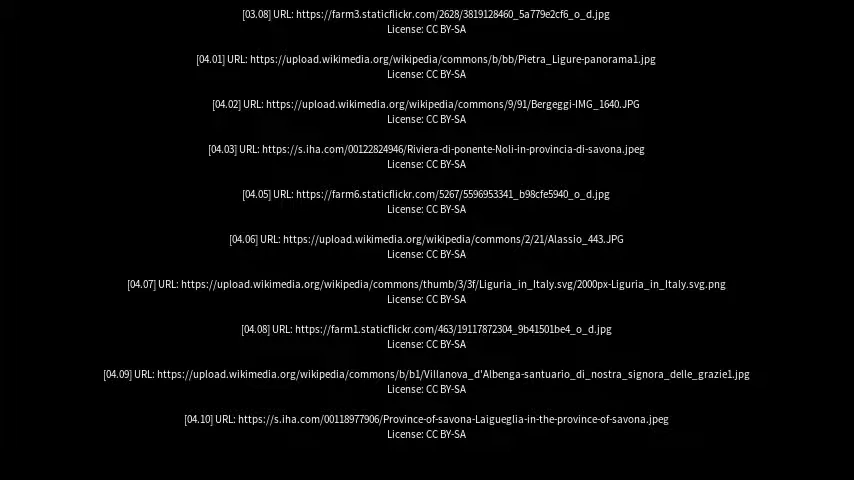 [03.08] URL: https://farm3.staticflickr.com/2628/3819128460_5a779e2cf6_o_d.jpg
License: CC BY-SA
[04.01] URL: https://upload.wikimedia.org/wikipedia/commons/b/bb/Pietra_Ligure-panorama1.jpg
License: CC BY-SA
[04.02] URL: https://upload.wikimedia.org/wikipedia/commons/9/91/Bergeggi-IMG_1640.JPG
License: CC BY-SA
[04.03] URL: https://s.iha.com/00122824946/Riviera-di-ponente-Noli-in-provincia-di-savona.jpeg
License: CC BY-SA
[04.05] URL: https://farm6.staticflickr.com/5267/5596953341_b98cfe5940_o_d.jpg
License: CC BY-SA
[04.06] URL: https://upload.wikimedia.org/wikipedia/commons/2/21/Alassio_443.JPG
License: CC BY-SA
[04.07] URL: https://upload.wikimedia.org/wikipedia/commons/thumb/3/3f/Liguria_in_Italy.svg/2000px-Liguria_in_Italy.svg.png
License: CC BY-SA
[04.08] URL: https://farm1.staticflickr.com/463/19117872304_9b41501be4_o_d.jpg
License: CC BY-SA
[04.09] URL: https://upload.wikimedia.org/wikipedia/commons/b/b1/Villanova_d'Albenga-santuario_di_nostra_signora_delle_grazie1.jpg
License: CC BY-SA
[04.10] URL: https://s.iha.com/00118977906/Province-of-savona-Laigueglia-in-the-province-of-savona.jpeg
License: CC BY-SA